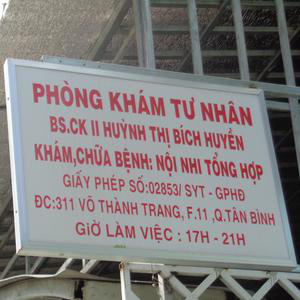 PHÒNG KHÁM TƯ NHÂN
BS.CK II HUỲNH THỊ BÍCH HUYỀN
KHÁM,CHỮA BỆNH: NỘI NHI TỔNG HỢP
GIẤY PHÉP SỐ:02853/ SYT - GPHĐ
ĐC:311 VÕ THÀNH TRANG, F.11 ,Q.TÂN BÌNH
GIỜ LÀM VIỆC : 17H - 21H